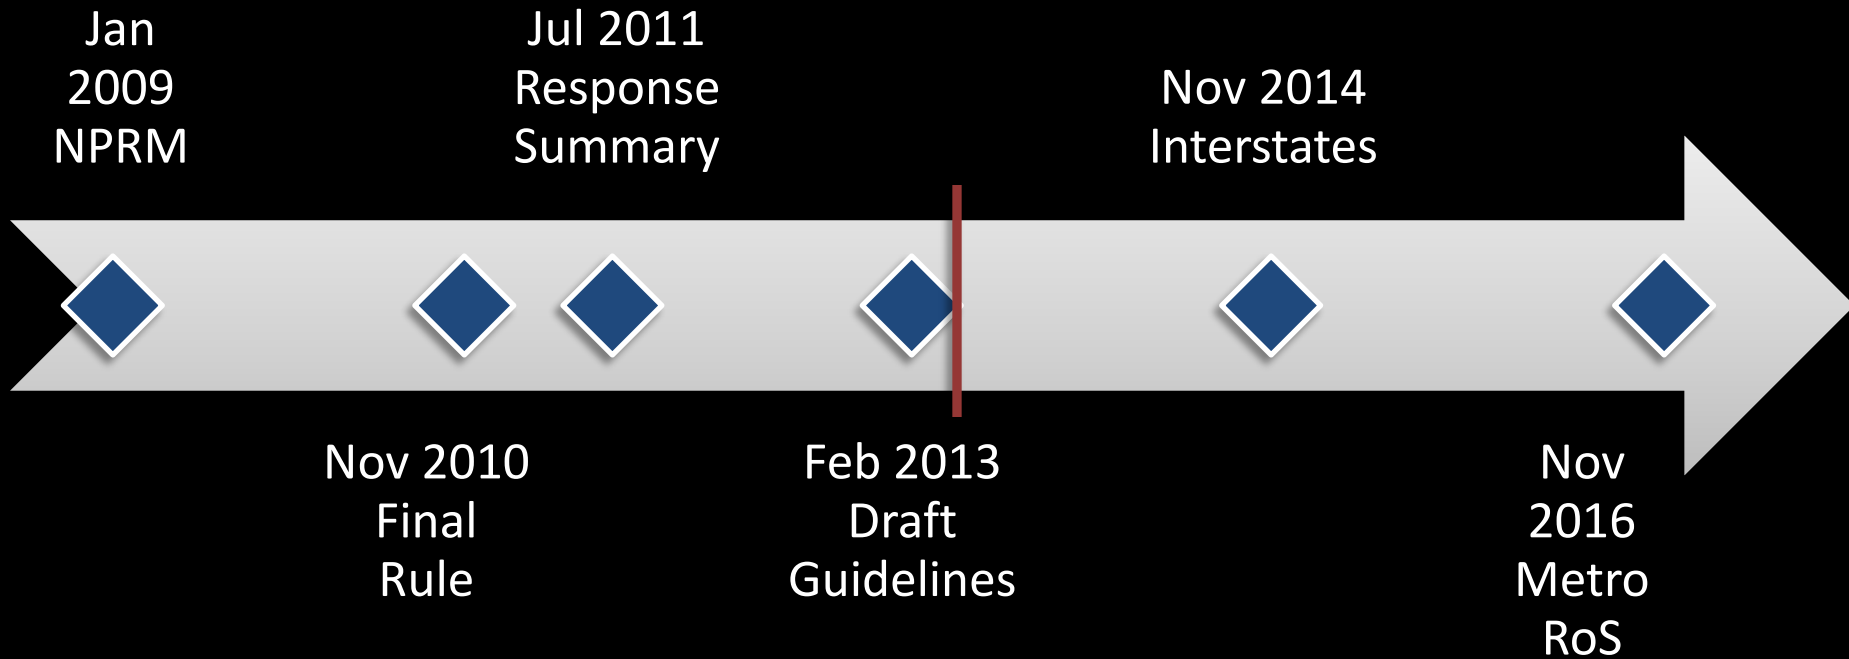 Jan
2009
NPRM
Jul 2011
Response
Summary
Nov 2014
Interstates
Nov 2010
Final
Rule
Feb 2013
Draft
Guidelines
Nov
2016
Metro
RoS